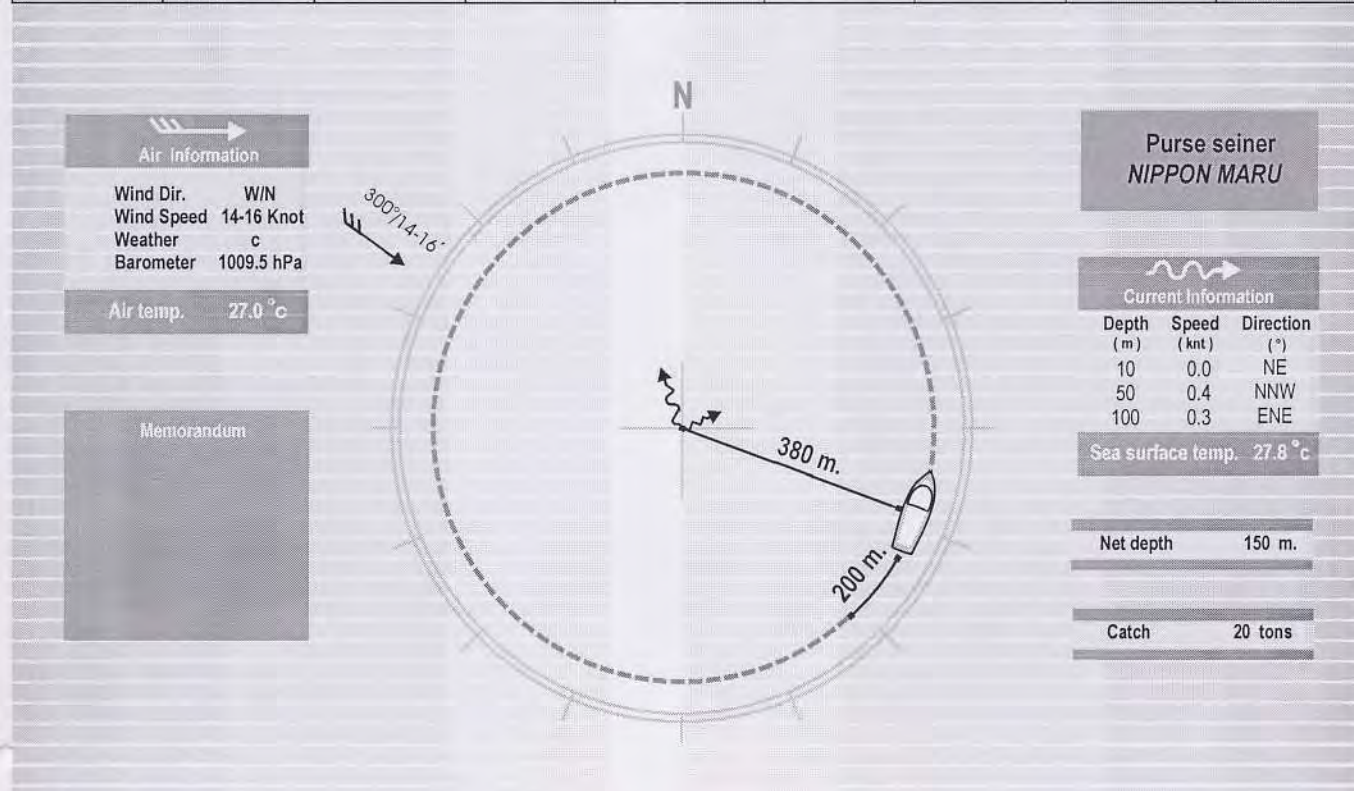 N
Air Information
Wind Dir. W/N
Wind Speed 14-16 Knot
Weather c
Barometer 1009.5 hPa
Air temp. 27.0 °c
300°/14-16'
Memorandum
380 m.
200 m.
Purse seiner
NIPPON MARU
Current Information
Depth Speed Direction
( m ) ( knt ) ( °)
10 0.0 NE
50 0.4 NNW
100 0.3 ENE
Sea surface temp. 27.8 °c
Net depth 150 m.
Catch 20 tons